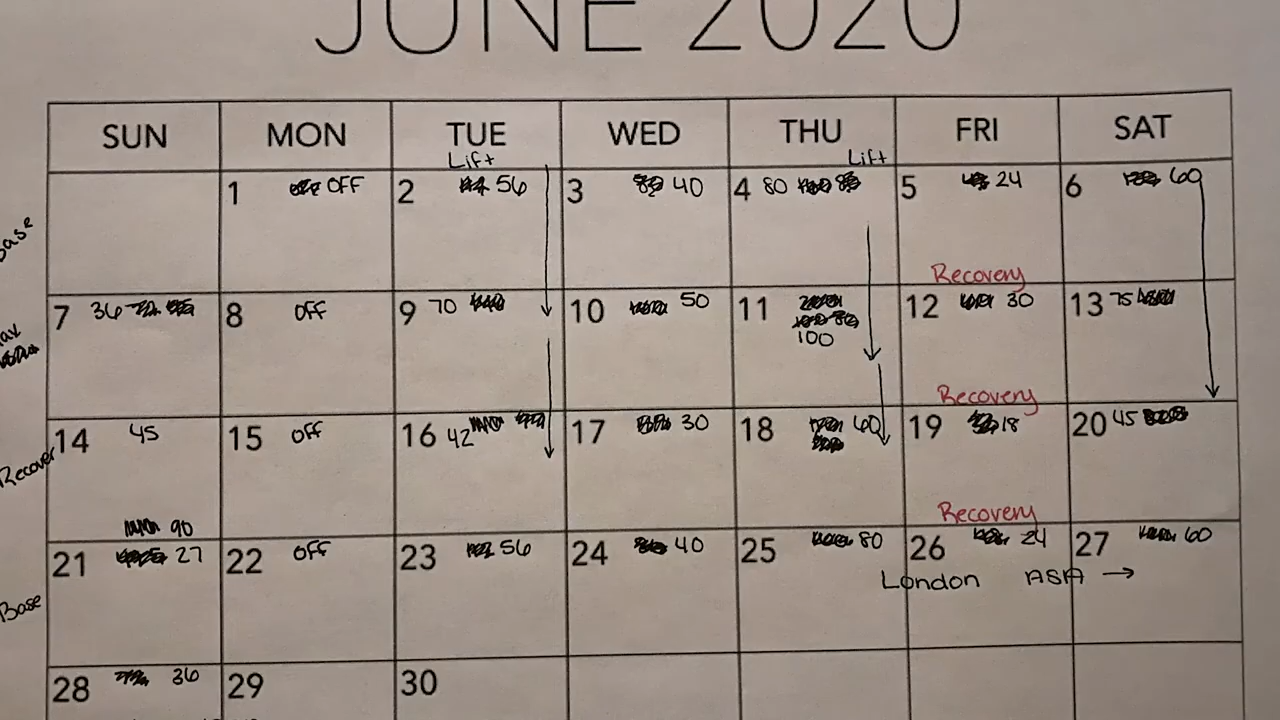 JUNE 2020
SUN MON TUE WED THU FRI SAT
Lift Lift
1 OFF 2 56 3 40 4 80 5 24 6 60
Base
Recovery
7 36 8 OFF 9 70 10 50 11 100 12 30 13 75
Recovery
14 45 15 OFF 16 42 17 30 18 60 19 18 20 45
Recover
Recovery
90
21 27 22 OFF 23 56 24 40 25 80 26 24 27 60
London ASIA →
Base
28 36 29 30